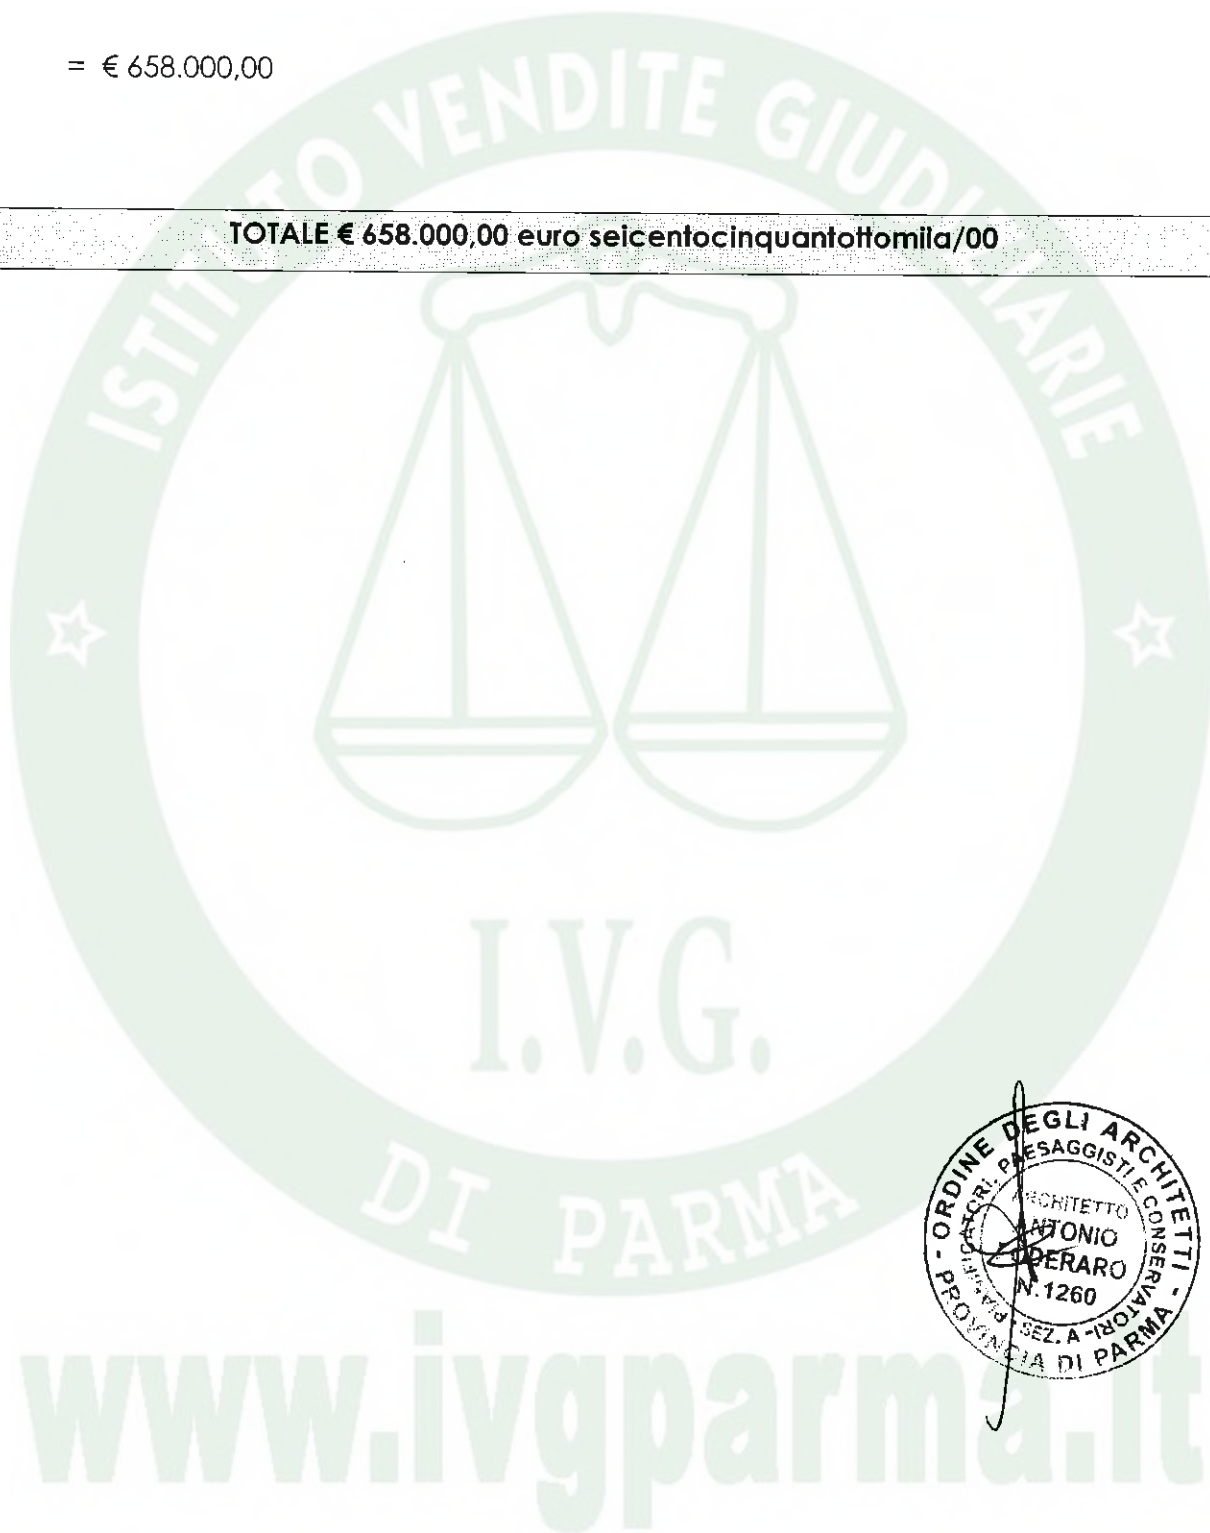 = € 658.000,00
TOTALE € 658.000,00 euro seicentocinquantottomila/00
ISTITUTO VENDITE GIUDIZIARIE
I.V.G.
DI PARMA
- ORDINE DEGLI ARCHITETTI -
PIANIFICATORI, PAESAGGISTI E CONSERVATORI
ARCHITETTO
ANTONIO
N.1260
SEZ. A
PROVINCIA DI PARMA
www.ivgparma.it